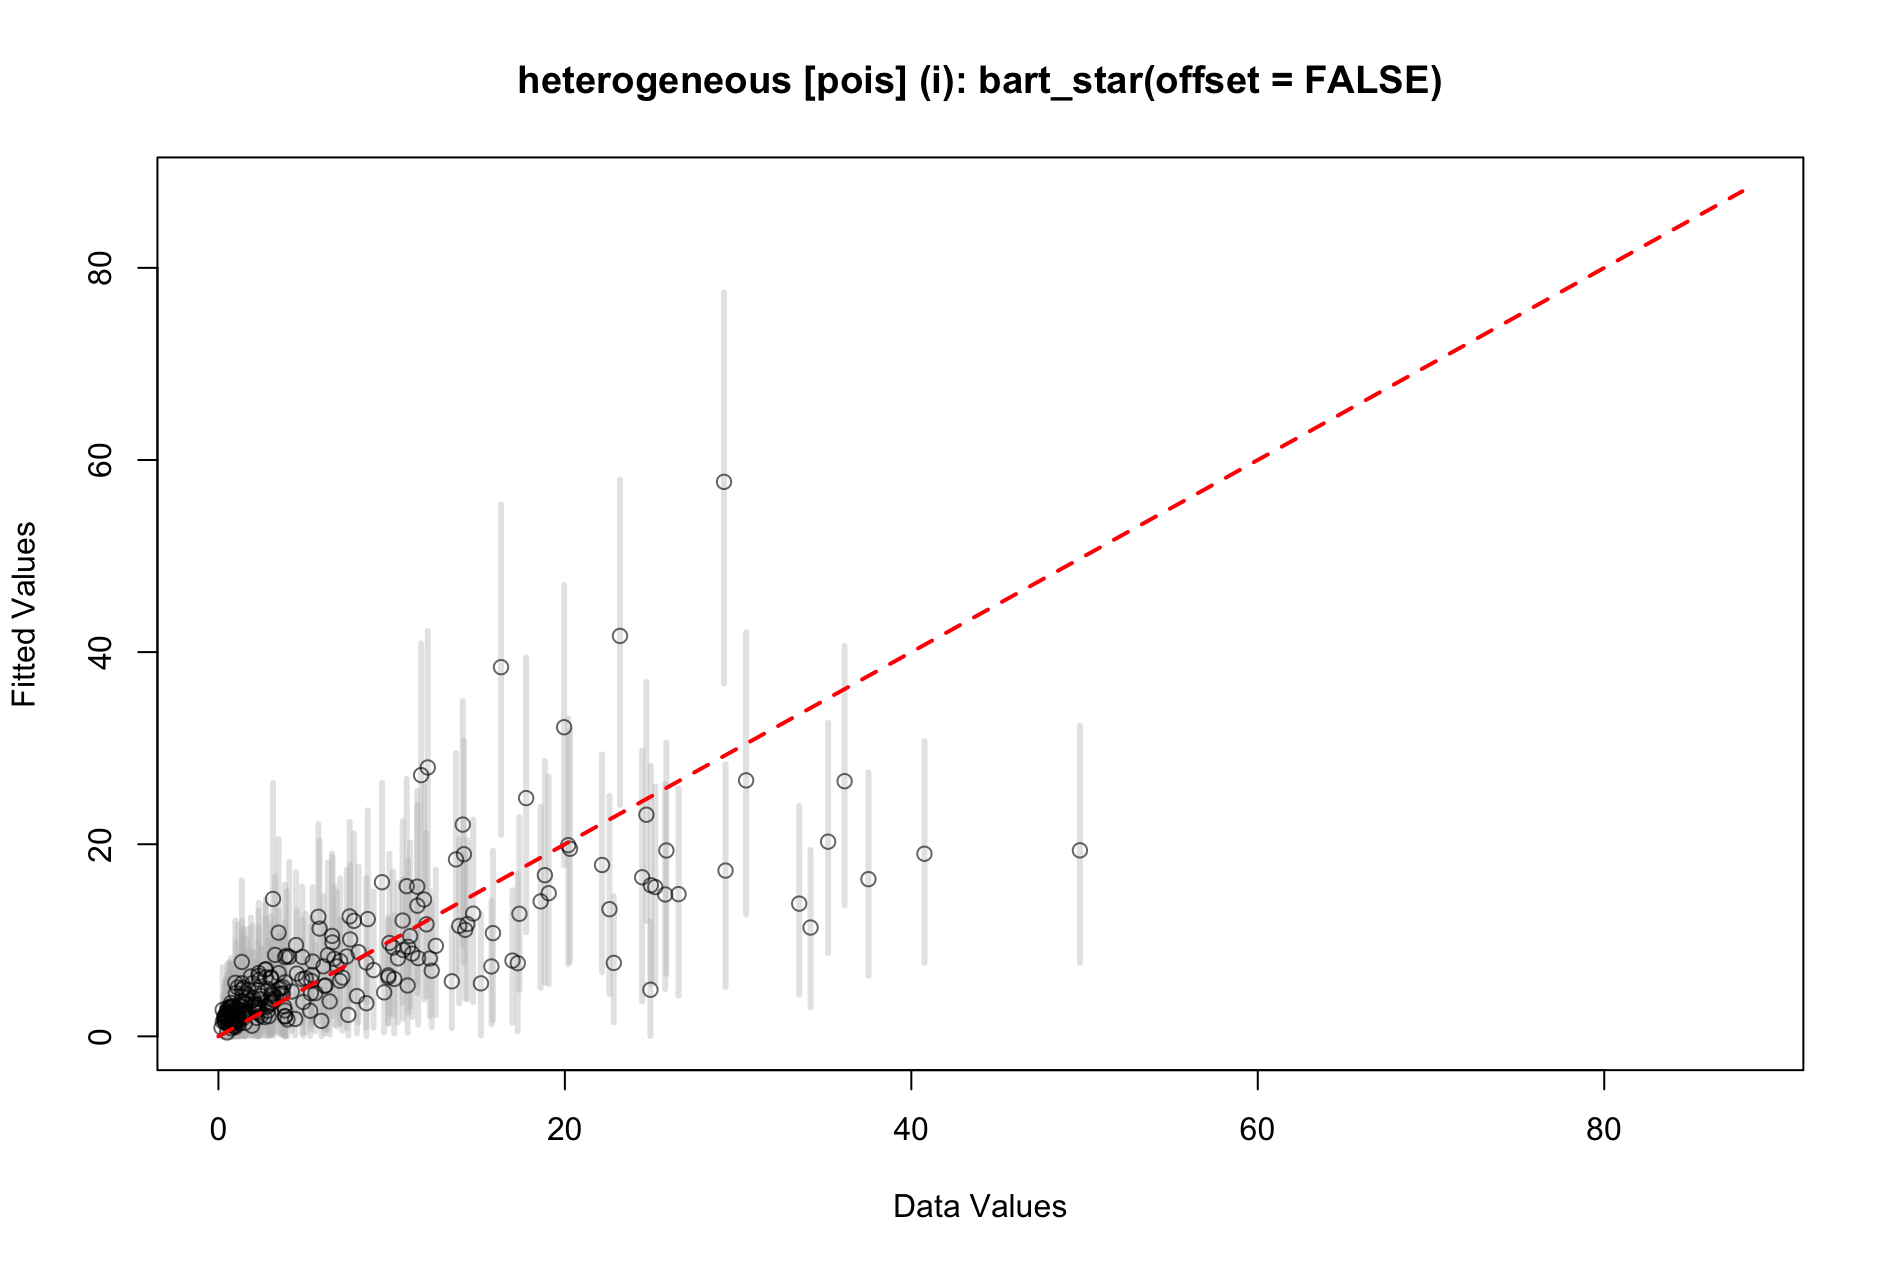 heterogeneous [pois] (i): bart_star(offset = FALSE)
Fitted Values
80
60
40
20
0
0 20 40 60 80
Data Values